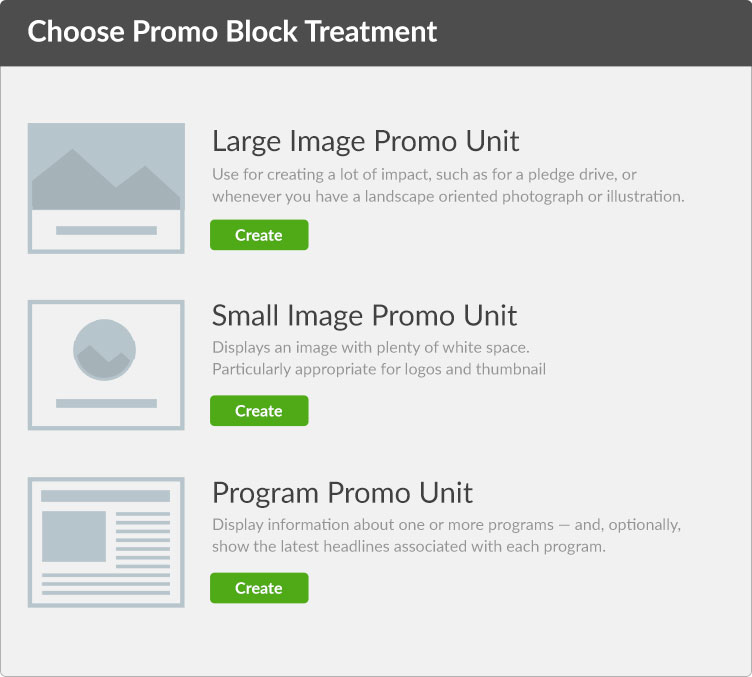 Choose Promo Block Treatment
Large Image Promo Unit
Use for creating a lot of impact, such as for a pledge drive, or
whenever you have a landscape oriented photograph or illustration.
Create
Small Image Promo Unit
Displays an image with plenty of white space.
Particularly appropriate for logos and thumbnail
Create
Program Promo Unit
Display information about one or more programs — and, optionally,
show the latest headlines associated with each program.
Create